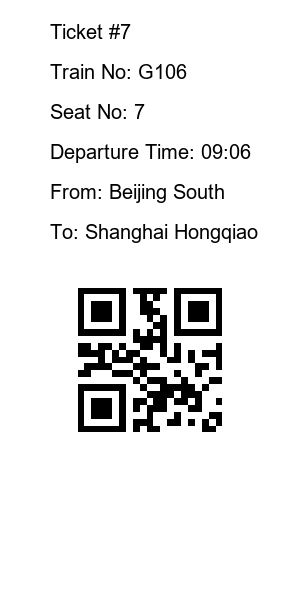 Ticket #7
Train No: G106
Seat No: 7
Departure Time: 09:06
From: Beijing South
To: Shanghai Hongqiao